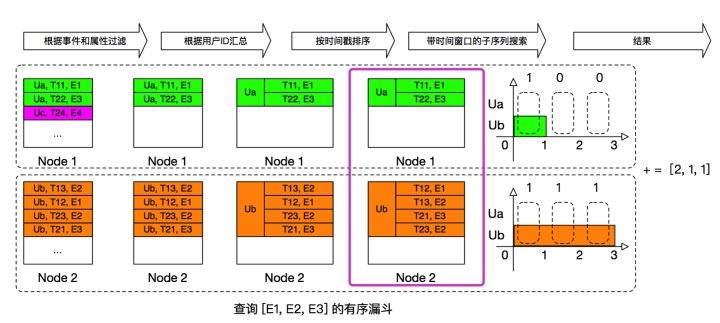 根据事件和属性过滤
根据用户ID汇总
按时间戳排序
带时间窗口的子序列搜索
结果
Ua, T11, E1
Ua, T22, E3
Uc, T24, E4
...
Node 1
Ua, T11, E1
Ua, T22, E3
Node 1
Ua
T11, E1
T22, E3
Node 1
Ua
T11, E1
T22, E3
Node 1
1 0 0
Ua
Ub
0 1 2 3
Ub, T13, E2
Ub, T12, E1
Ub, T23, E2
Ub, T21, E3
...
Node 2
Ub, T13, E2
Ub, T12, E1
Ub, T23, E2
Ub, T21, E3
Node 2
Ub
T13, E2
T12, E1
T23, E2
T21, E3
Node 2
Ub
T12, E1
T13, E2
T21, E3
T23, E2
Node 2
1 1 1
Ua
Ub
0 1 2 3
+ = [2, 1, 1]
查询 [E1, E2, E3] 的有序漏斗